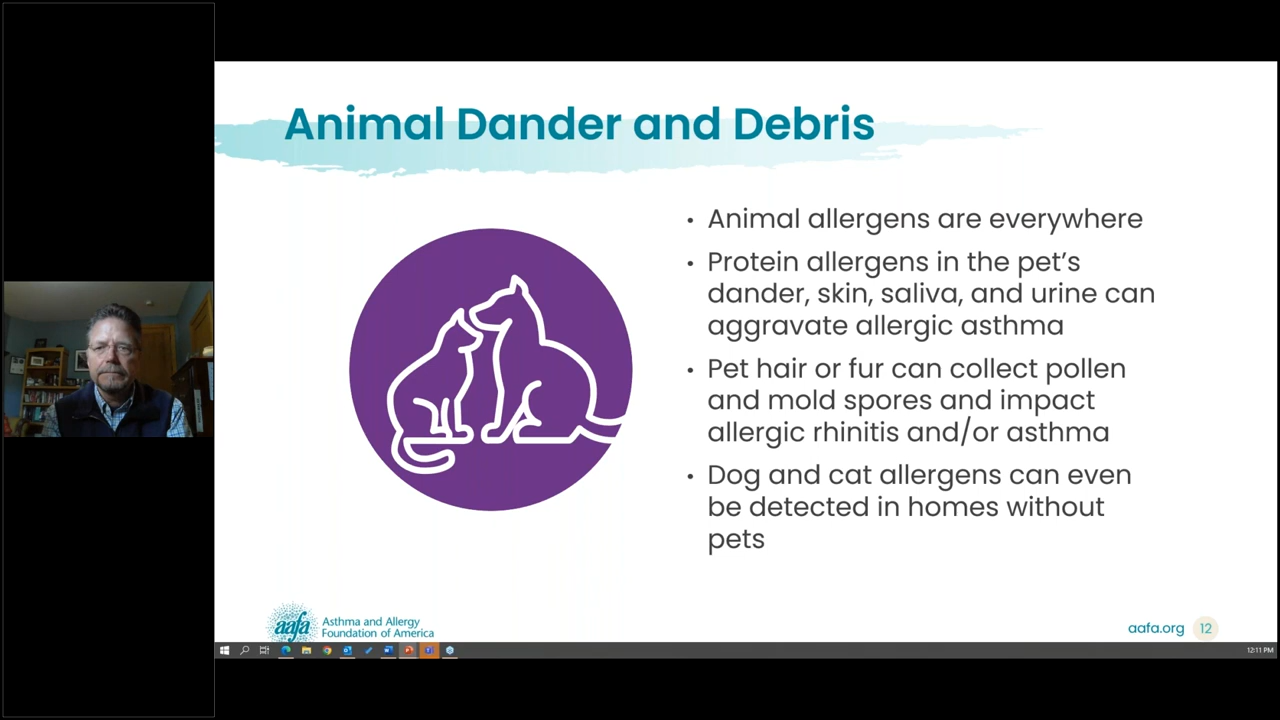 Animal Dander and Debris
• Animal allergens are everywhere
• Protein allergens in the pet’s
dander, skin, saliva, and urine can
aggravate allergic asthma
• Pet hair or fur can collect pollen
and mold spores and impact
allergic rhinitis and/or asthma
• Dog and cat allergens can even
be detected in homes without
pets
aafa
Asthma and Allergy
Foundation of America
aafa.org 12
12:11 PM